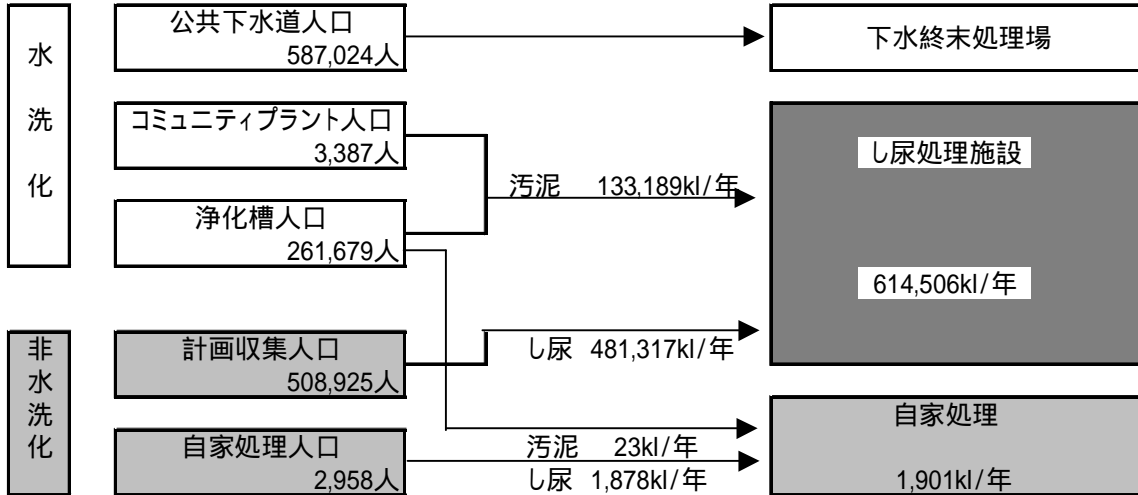 水洗化
公共下水道人口
587,024人
下水終末処理場
コミュニティプラント人口
3,387人
汚泥 133,189kl/年
し尿処理施設
浄化槽人口
261,679人
614,506kl/年
非水洗化
計画収集人口
508,925人
し尿 481,317kl/年
自家処理人口
2,958人
汚泥 23kl/年
し尿 1,878kl/年
自家処理
1,901kl/年